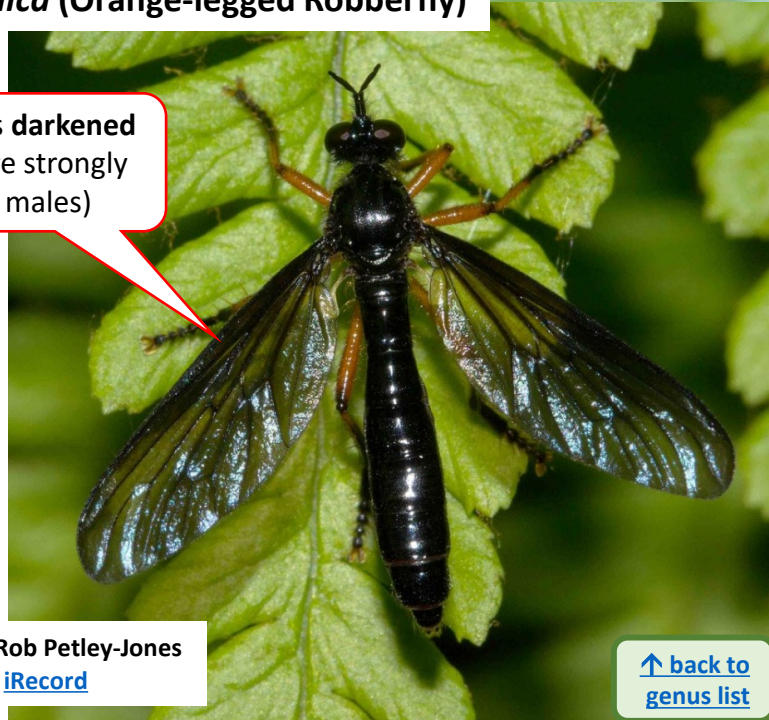 (Orange-legged Robberfly)
darkened
strongly
males)
Rob Petley-Jones
iRecord
↑ back to
genus list